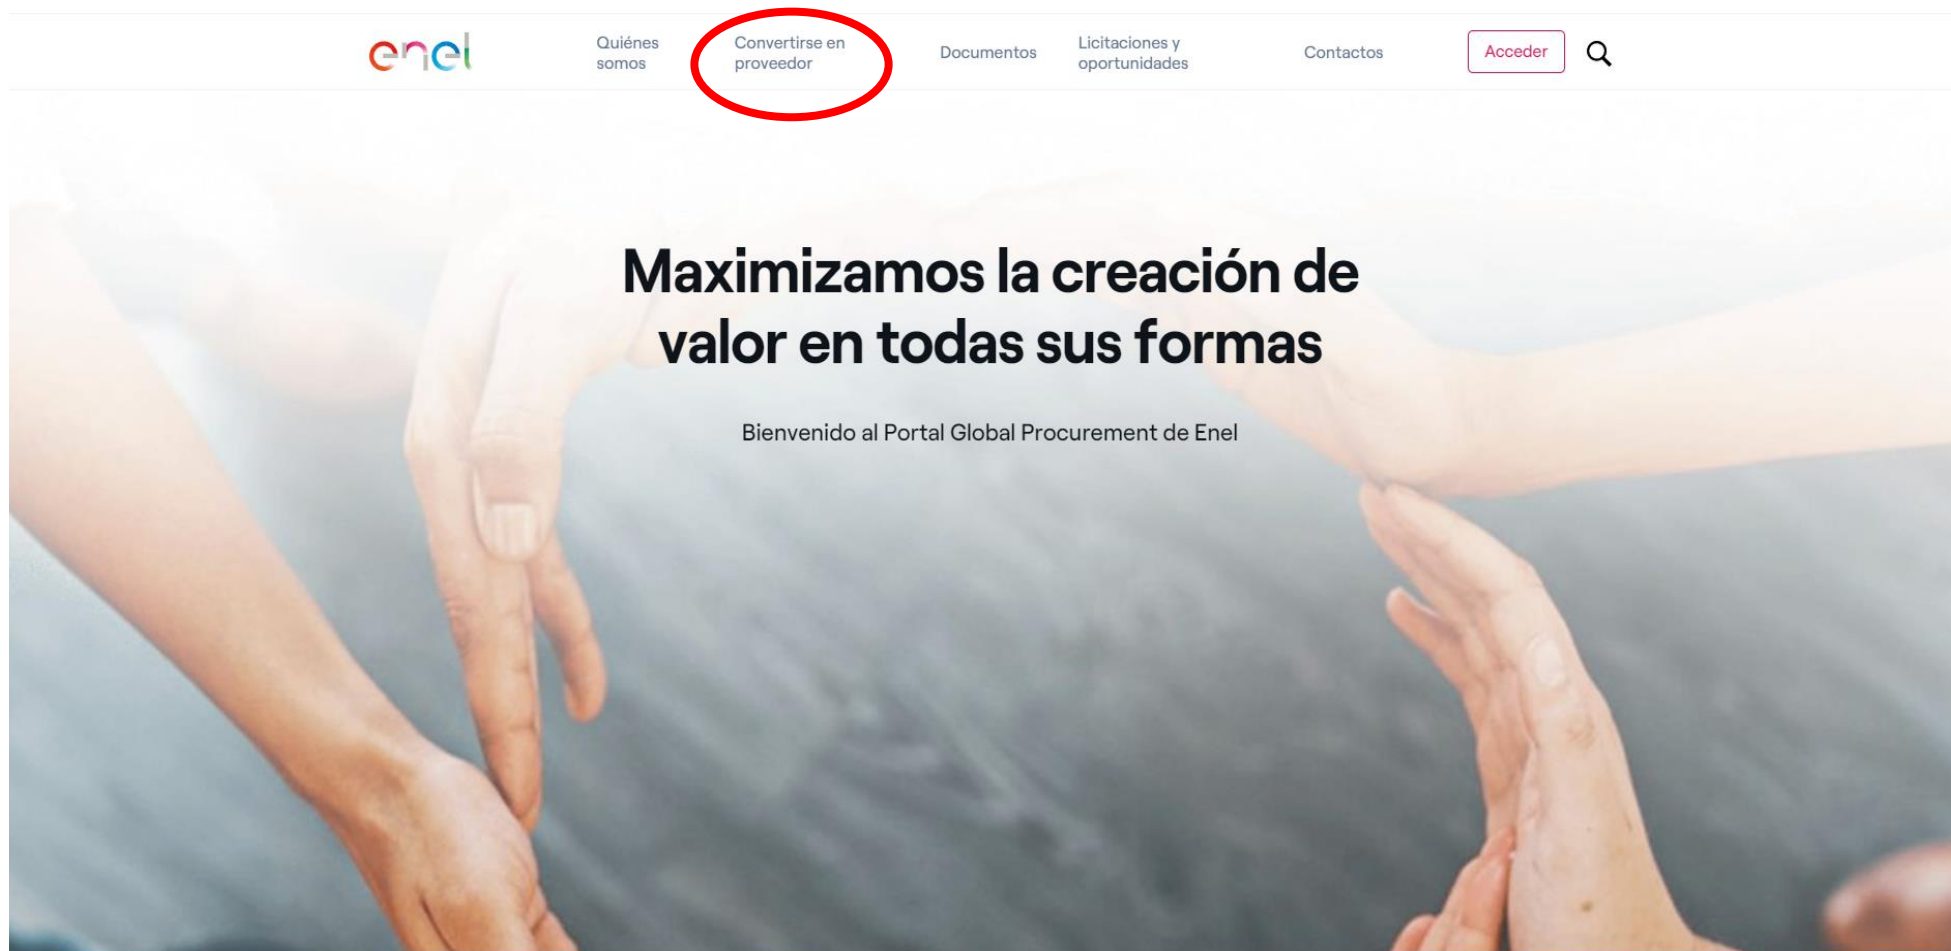 enel
Quiénes
somos
Convertirse en
proveedor
Documentos
Licitaciones y
oportunidades
Contactos
Acceder
Maximizamos la creación de
valor en todas sus formas
Bienvenido al Portal Global Procurement de Enel